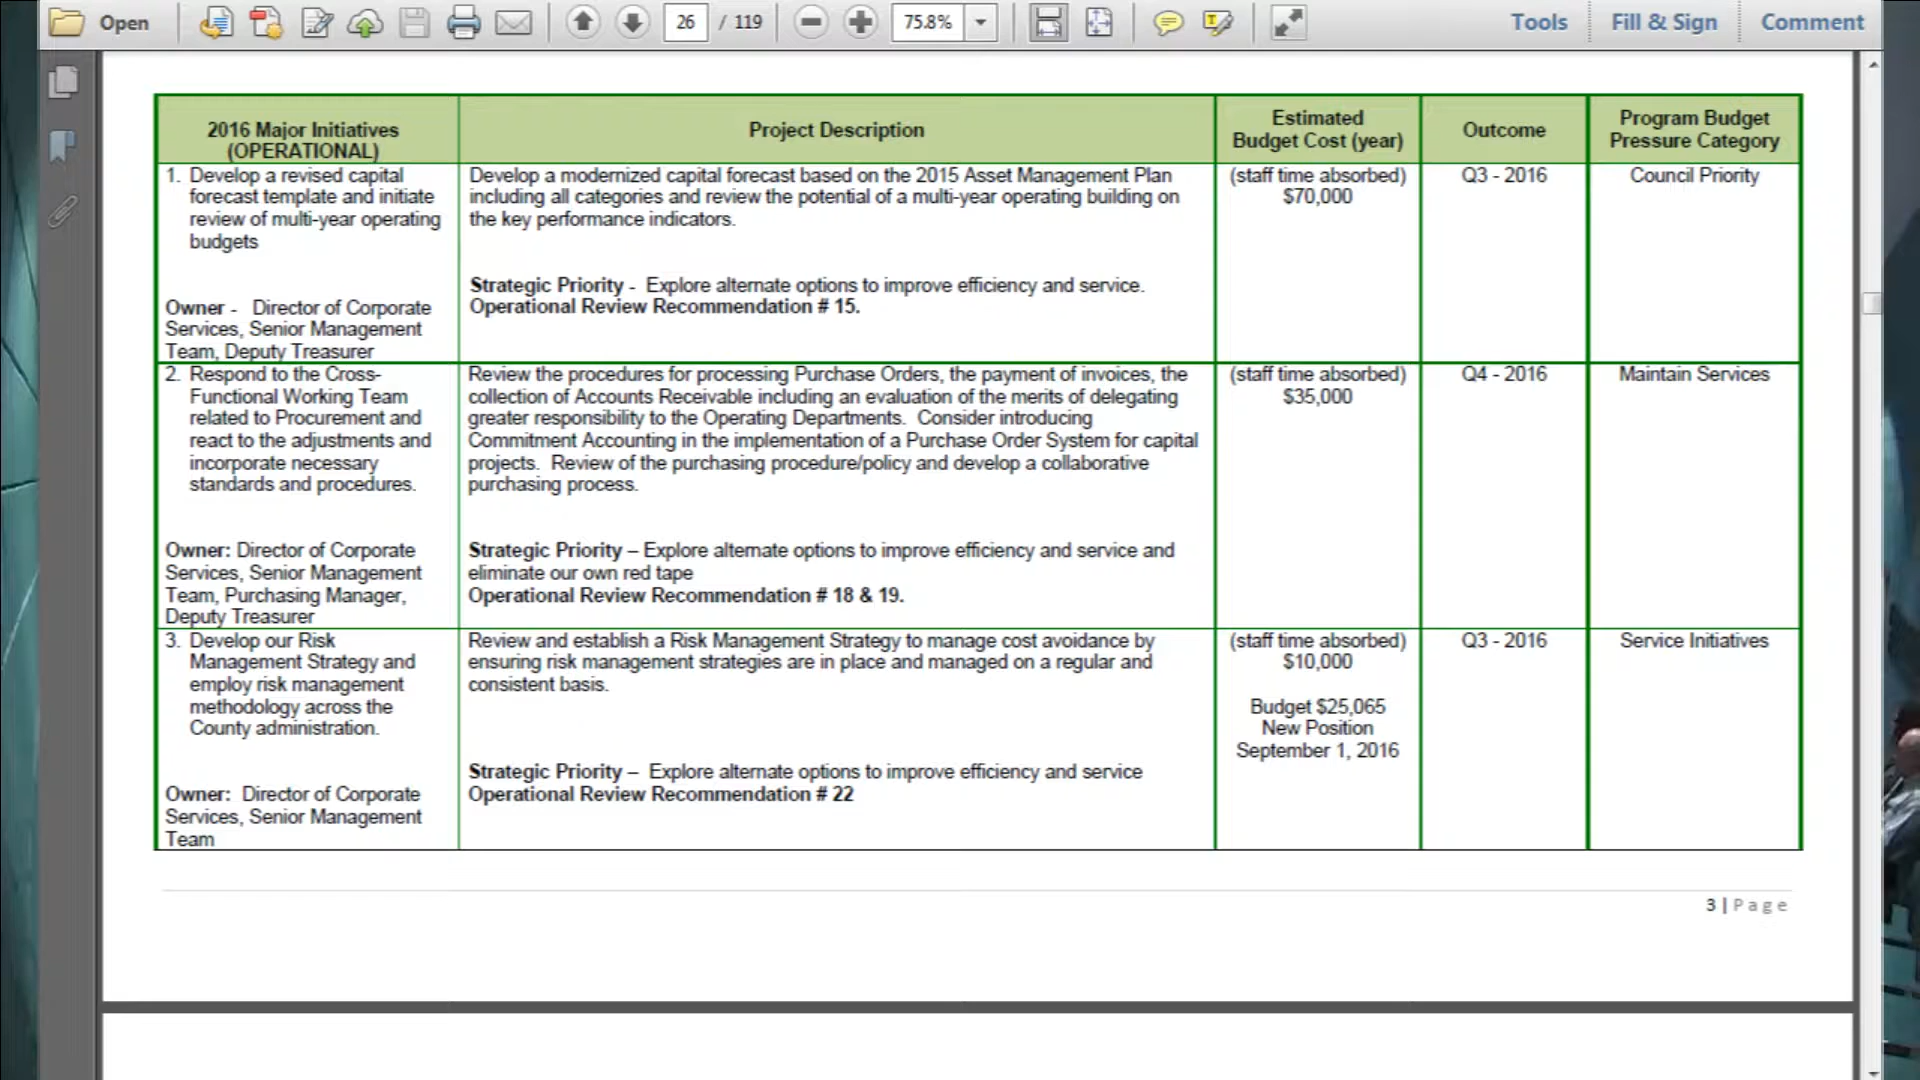 Open
26 / 119
75.8%
Tools
Fill & Sign
Comment
2016 Major Initiatives
(OPERATIONAL)
Project Description
Estimated
Budget Cost (year)
Outcome
Program Budget
Pressure Category
1. Develop a revised capital
forecast template and initiate
review of multi-year operating
budgets
Owner - Director of Corporate
Services, Senior Management
Team, Deputy Treasurer
Develop a modernized capital forecast based on the 2015 Asset Management Plan
including all categories and review the potential of a multi-year operating building on
the key performance indicators.
Strategic Priority - Explore alternate options to improve efficiency and service.
Operational Review Recommendation # 15.
(staff time absorbed)
$70,000
Q3 - 2016
Council Priority
2. Respond to the Cross-
Functional Working Team
related to Procurement and
react to the adjustments and
incorporate necessary
standards and procedures.
Owner: Director of Corporate
Services, Senior Management
Team, Purchasing Manager,
Deputy Treasurer
Review the procedures for processing Purchase Orders, the payment of invoices, the
collection of Accounts Receivable including an evaluation of the merits of delegating
greater responsibility to the Operating Departments. Consider introducing
Commitment Accounting in the implementation of a Purchase Order System for capital
projects. Review of the purchasing procedure/policy and develop a collaborative
purchasing process.
Strategic Priority – Explore alternate options to improve efficiency and service and
eliminate our own red tape
Operational Review Recommendation # 18 & 19.
(staff time absorbed)
$35,000
Q4 - 2016
Maintain Services
3. Develop our Risk
Management Strategy and
employ risk management
methodology across the
County administration.
Owner: Director of Corporate
Services, Senior Management
Team
Review and establish a Risk Management Strategy to manage cost avoidance by
ensuring risk management strategies are in place and managed on a regular and
consistent basis.
Strategic Priority – Explore alternate options to improve efficiency and service
Operational Review Recommendation # 22
(staff time absorbed)
$10,000
Budget $25,065
New Position
September 1, 2016
Q3 - 2016
Service Initiatives
3 | Page